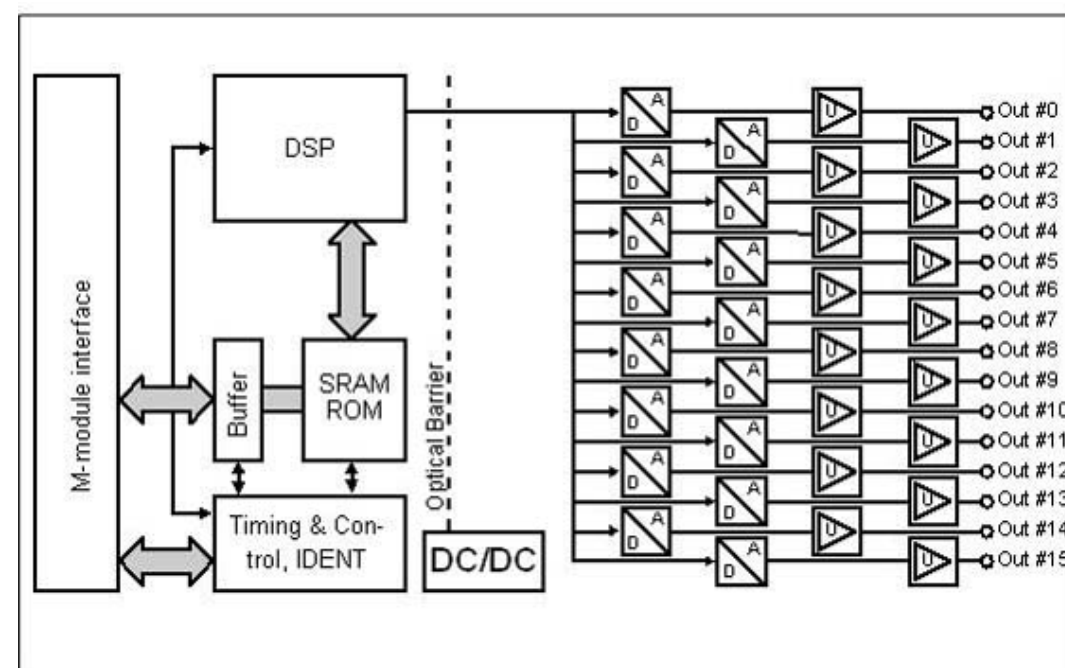 M-module interface
DSP
Buffer
SRAM
ROM
Timing & Con-
trol, IDENT
Optical Barrier
DC/DC
D A U Out #0
D A U Out #1
D A U Out #2
D A U Out #3
D A U Out #4
D A U Out #5
D A U Out #6
D A U Out #7
D A U Out #8
D A U Out #9
D A U Out #10
D A U Out #11
D A U Out #12
D A U Out #13
D A U Out #14
D A U Out #15